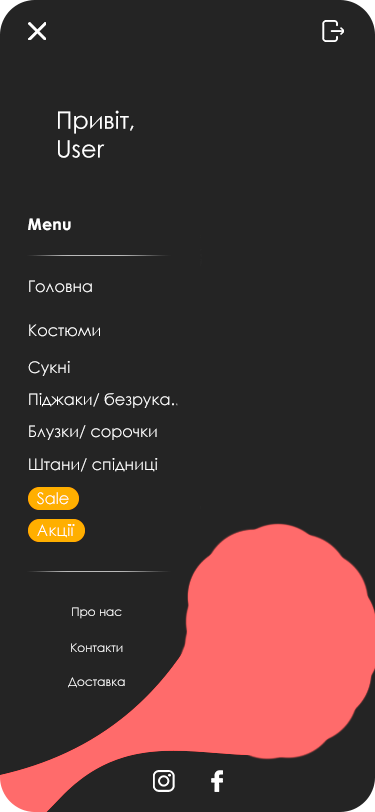 Привіт,
User
Menu
Головна
Костюми
Сукні
Піджаки/ безрука..
Блузки/ сорочки
Штани/ спідниці
Sale
Акції
Про нас
Контакти
Доставка